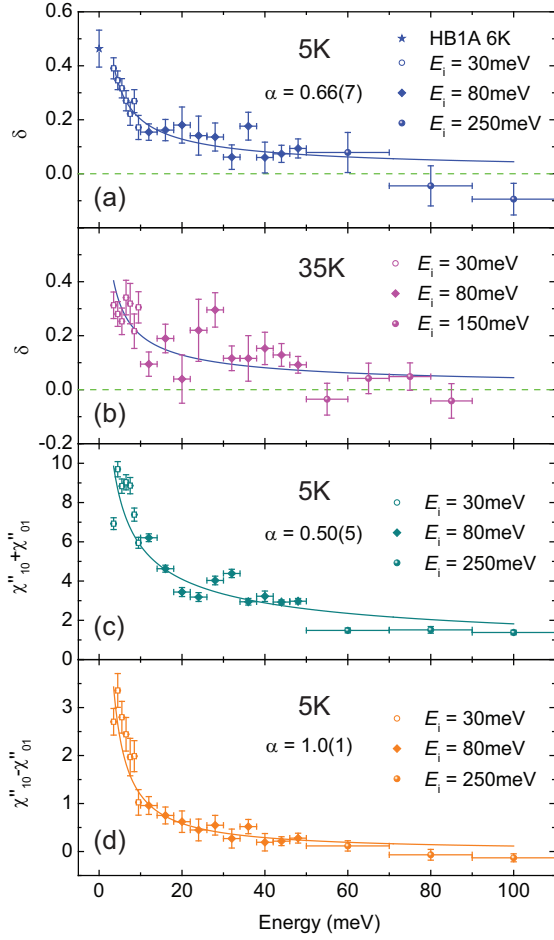 0.6
0.4
0.2
0.0
δ
5K
α = 0.66(7)
HB1A 6K
Ei = 30meV
Ei = 80meV
Ei = 250meV
(a)
0.4
0.2
0.0
-0.2
δ
35K
Ei = 30meV
Ei = 80meV
Ei = 150meV
(b)
10
8
6
4
2
0
χ"10+χ"01
5K
α = 0.50(5)
Ei = 30meV
Ei = 80meV
Ei = 250meV
(c)
3
2
1
0
χ"10-χ"01
5K
α = 1.0(1)
Ei = 30meV
Ei = 80meV
Ei = 250meV
(d)
0 20 40 60 80 100
Energy (meV)